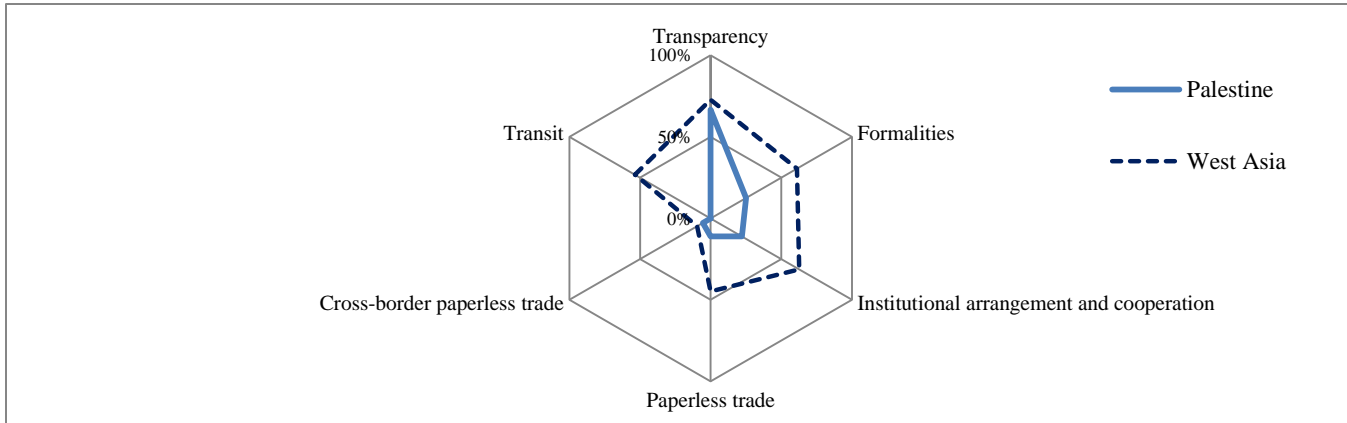 Transparency
100%
Palestine
Transit
50%
Formalities
West Asia
0%
Cross-border paperless trade
Institutional arrangement and cooperation
Paperless trade